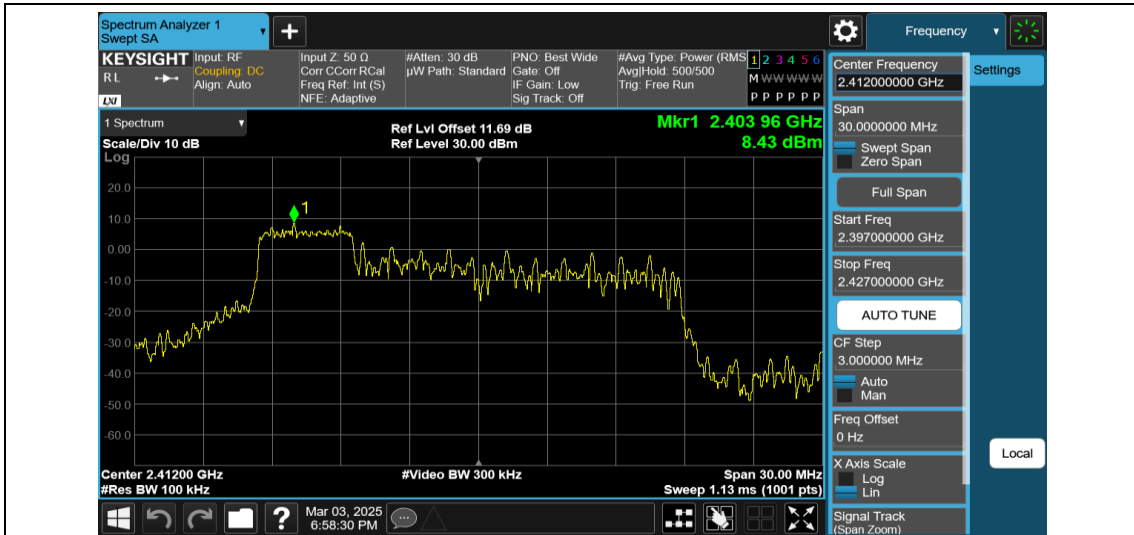 Spectrum Analyzer 1
Swept SA
Frequency
KEYSIGHT
R L
LXI
Input: RF
Coupling: DC
Align: Auto
Input Z: 50 Ω
Corr CCorr RCal
Freq Ref: Int (S)
NFE: Adaptive
#Atten: 30 dB
µW Path: Standard
PNO: Best Wide
Gate: Off
IF Gain: Low
Sig Track: Off
#Avg Type: Power (RMS
Avg|Hold: 500/500
Trig: Free Run
1 2 3 4 5 6
M W W W W W
P P P P P P
1 Spectrum
Scale/Div 10 dB
Ref Lvl Offset 11.69 dB
Ref Level 30.00 dBm
Mkr1 2.403 96 GHz
8.43 dBm
Log
20.0
10.0
0.00
-10.0
-20.0
-30.0
-40.0
-50.0
-60.0
1
Center 2.41200 GHz
#Res BW 100 kHz
#Video BW 300 kHz
Span 30.00 MHz
Sweep 1.13 ms (1001 pts)
Center Frequency
2.412000000 GHz
Span
30.0000000 MHz
Swept Span
Zero Span
Full Span
Start Freq
2.397000000 GHz
Stop Freq
2.427000000 GHz
AUTO TUNE
CF Step
3.000000 MHz
Auto
Man
Freq Offset
0 Hz
X Axis Scale
Log
Lin
Signal Track
(Span Zoom)
Settings
Local
?
Mar 03, 2025
6:58:30 PM